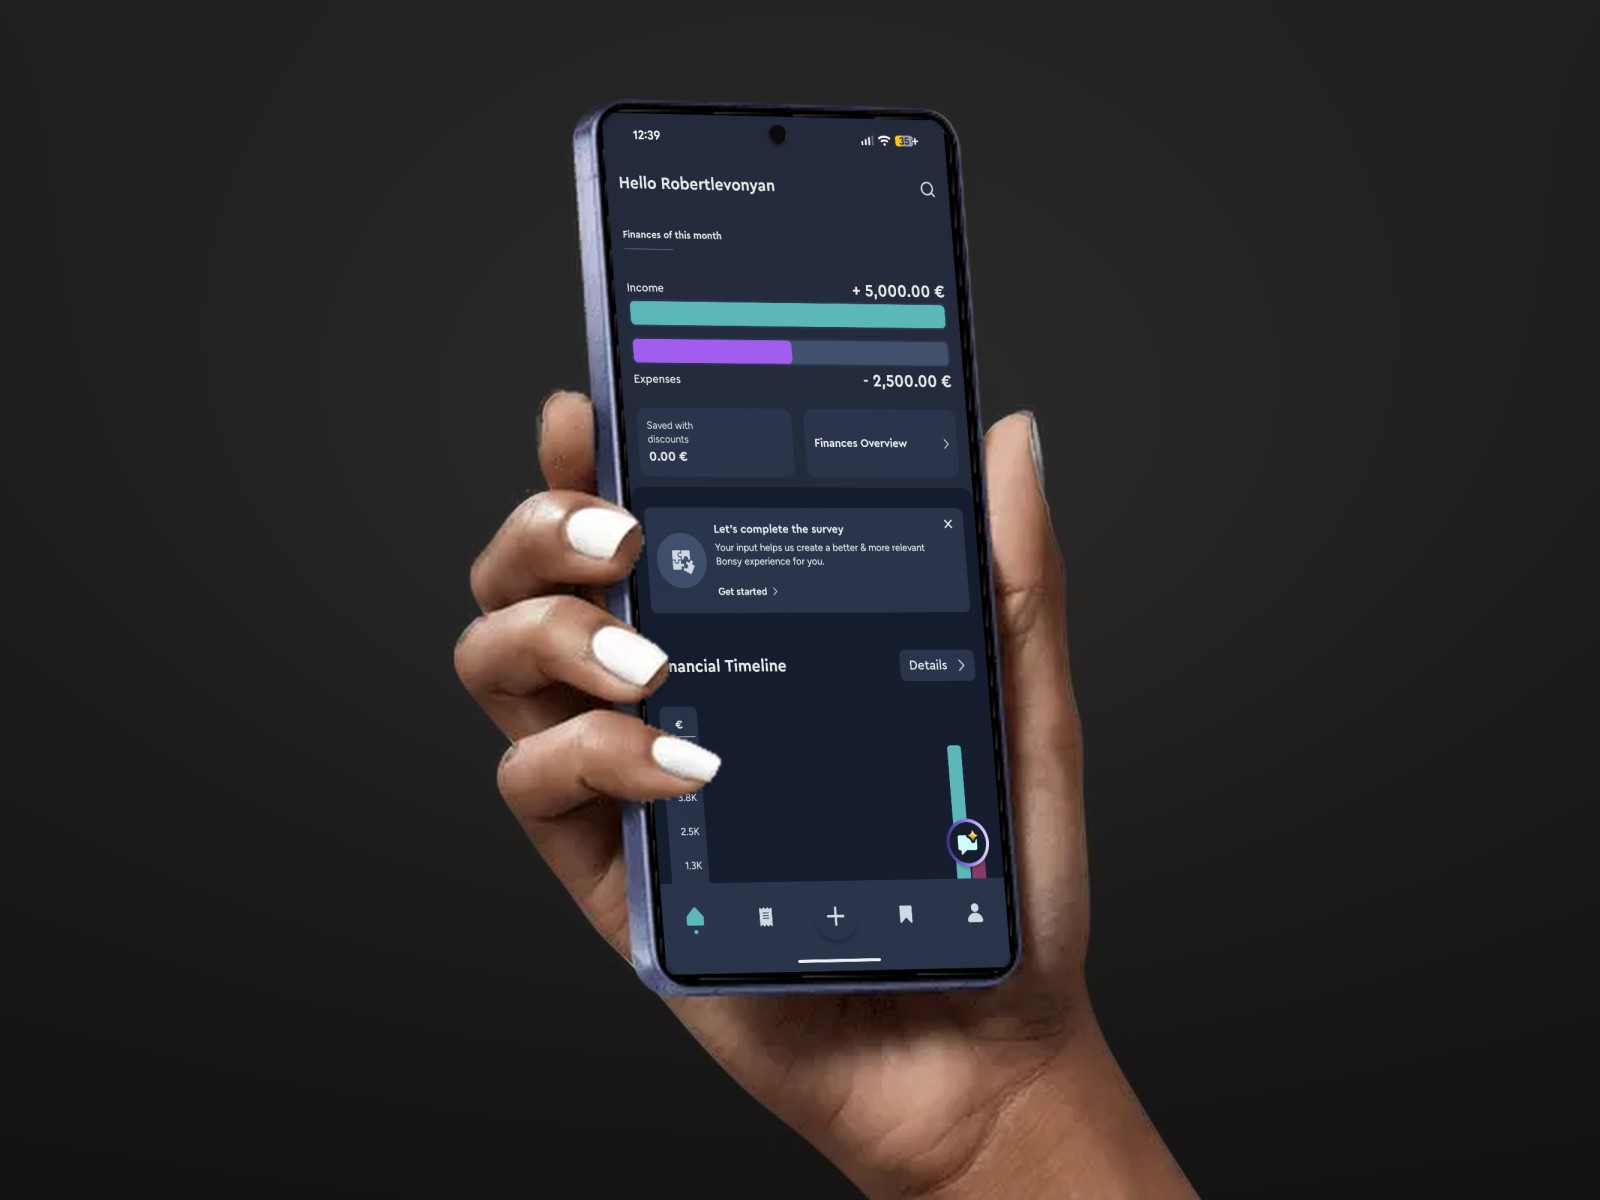 12:39
35+
Hello Robertlevonyan
Finances of this month
Income
+ 5,000.00 €
Expenses
- 2,500.00 €
Saved with
discounts
0.00 €
Finances Overview
Let's complete the survey
Your input helps us create a better & more relevant
Bonsy experience for you.
Get started
nancial Timeline
Details
€
3.8K
2.5K
1.3K